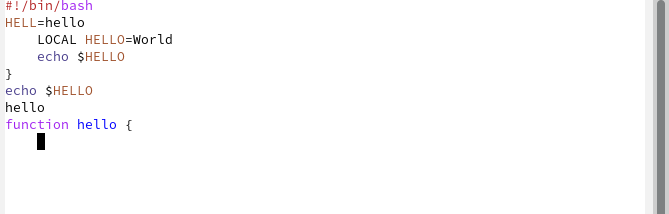 #!/bin/bash
HELL=hello
    LOCAL HELLO=World
    echo $HELLO
}
echo $HELLO
hello
function hello {